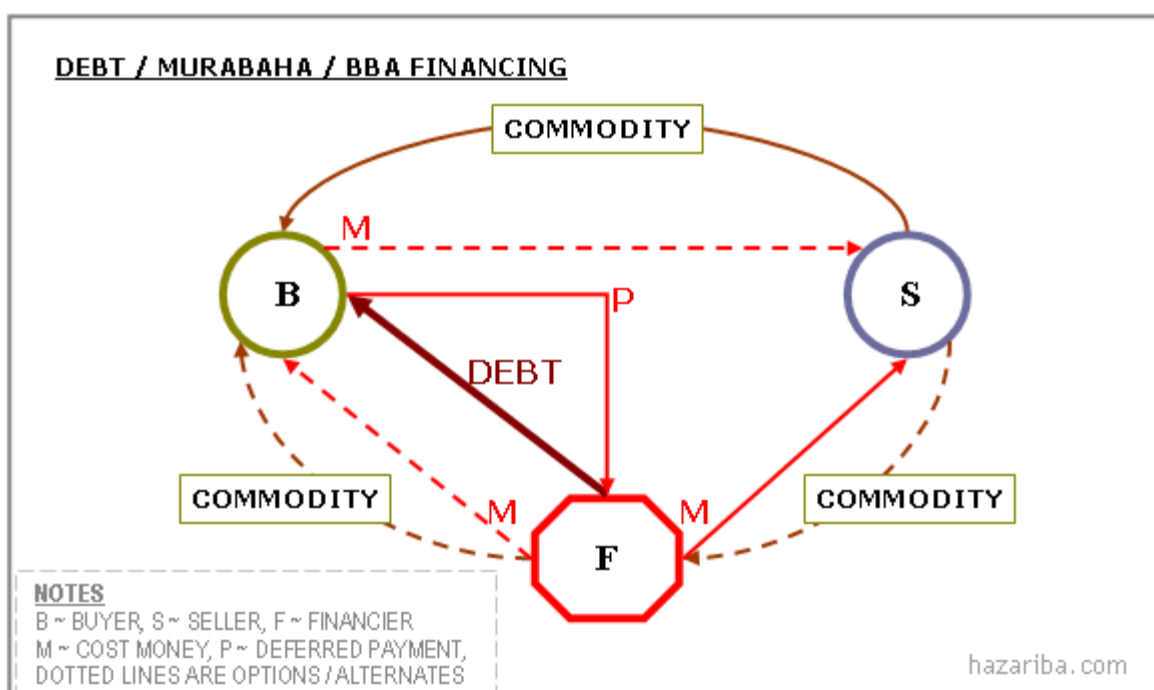 DEBT / MURABAHA / BBA FINANCING
COMMODITY
M
B
S
P
DEBT
COMMODITY
COMMODITY
M
M
F
NOTES
B ~ BUYER, S ~ SELLER, F ~ FINANCIER
M ~ COST MONEY, P ~ DEFERRED PAYMENT,
DOTTED LINES ARE OPTIONS / ALTERNATES
hazariba.com